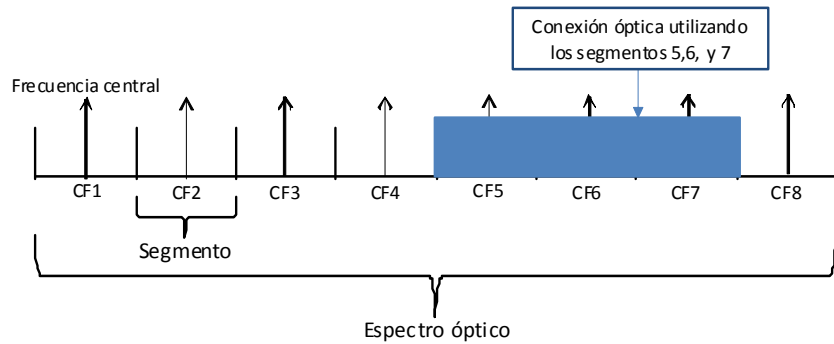 Conexión óptica utilizando
los segmentos 5,6, y 7
Frecuencia central
CF1 CF2 CF3 CF4 CF5 CF6 CF7 CF8
Segmento
Espectro óptico